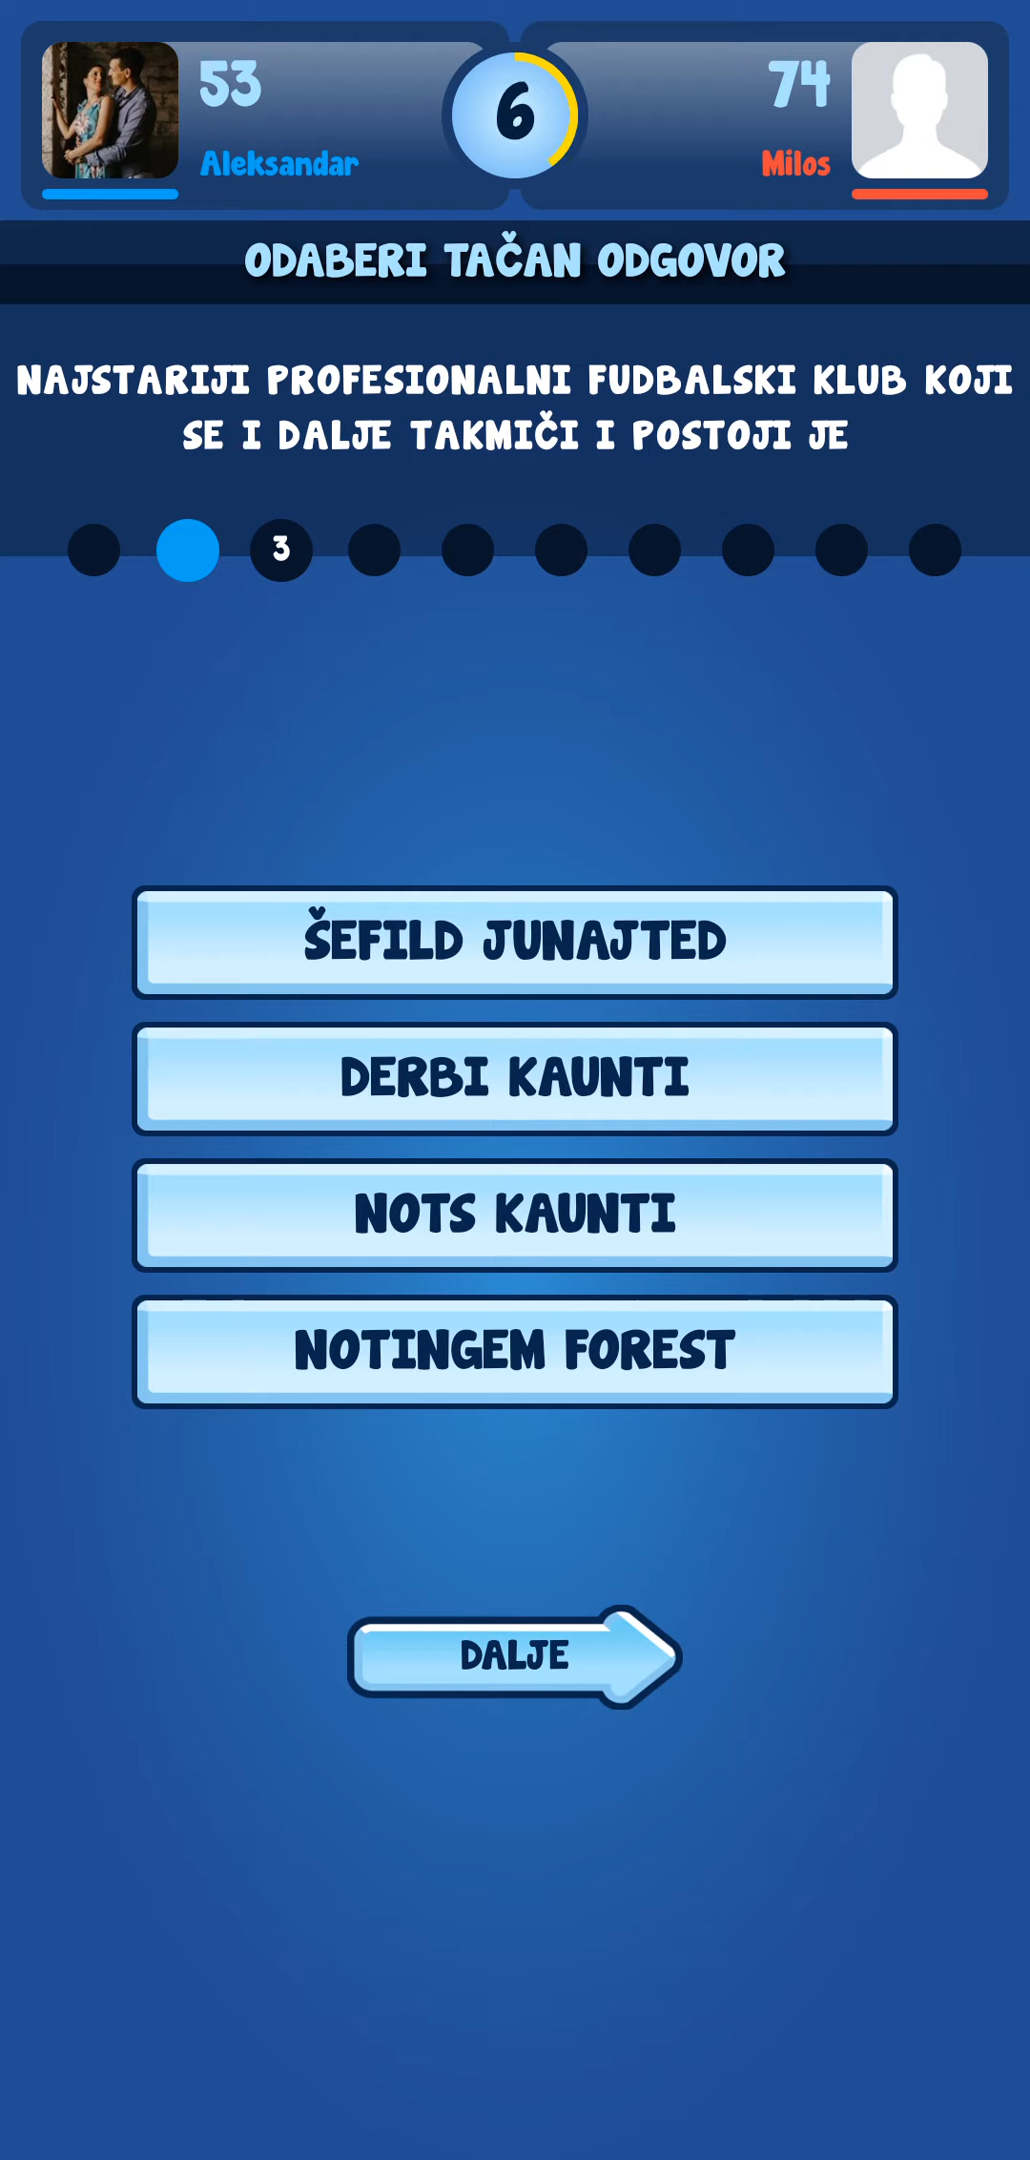 53
Aleksandar
6
74
Milos
ODABERI TAČAN ODGOVOR
NAJSTARIJI PROFESIONALNI FUDBALSKI KLUB KOJI
SE I DALJE TAKMIČI I POSTOJI JE
3
ŠEFILD JUNAJTED
DERBI KAUNTI
NOTS KAUNTI
NOTINGEM FOREST
DALJE